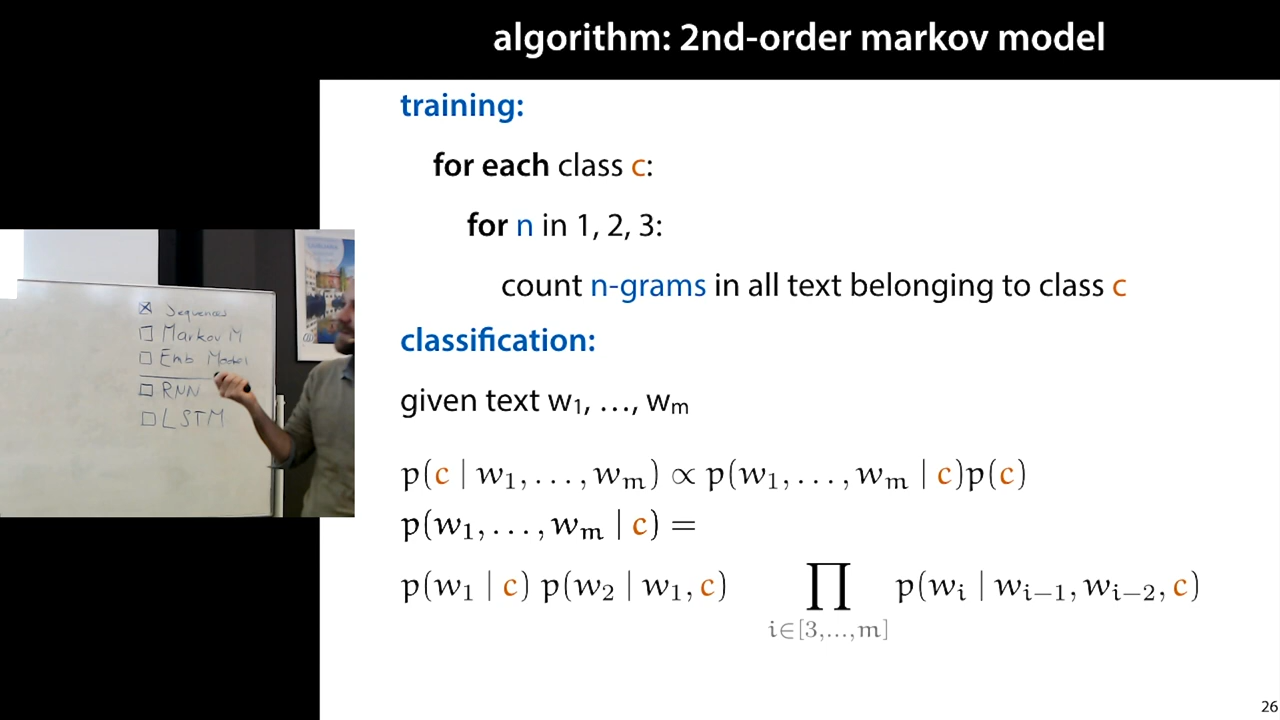 algorithm: 2nd-order markov model
training:
for each class c:
for n in 1, 2, 3:
count n-grams in all text belonging to class c
classification:
given text w₁, …, wₘ
p(c | w₁, . . . , wₘ) ∝ p(w₁, . . . , wₘ | c)p(c)
p(w₁, . . . , wₘ | c) =
p(w₁ | c) p(w₂ | w₁, c) ∏ p(wᵢ | wᵢ₋₁, wᵢ₋₂, c)
i∈[3,...,m]
26
Sequences
Markov M
Emb Model
RNN
LSTM